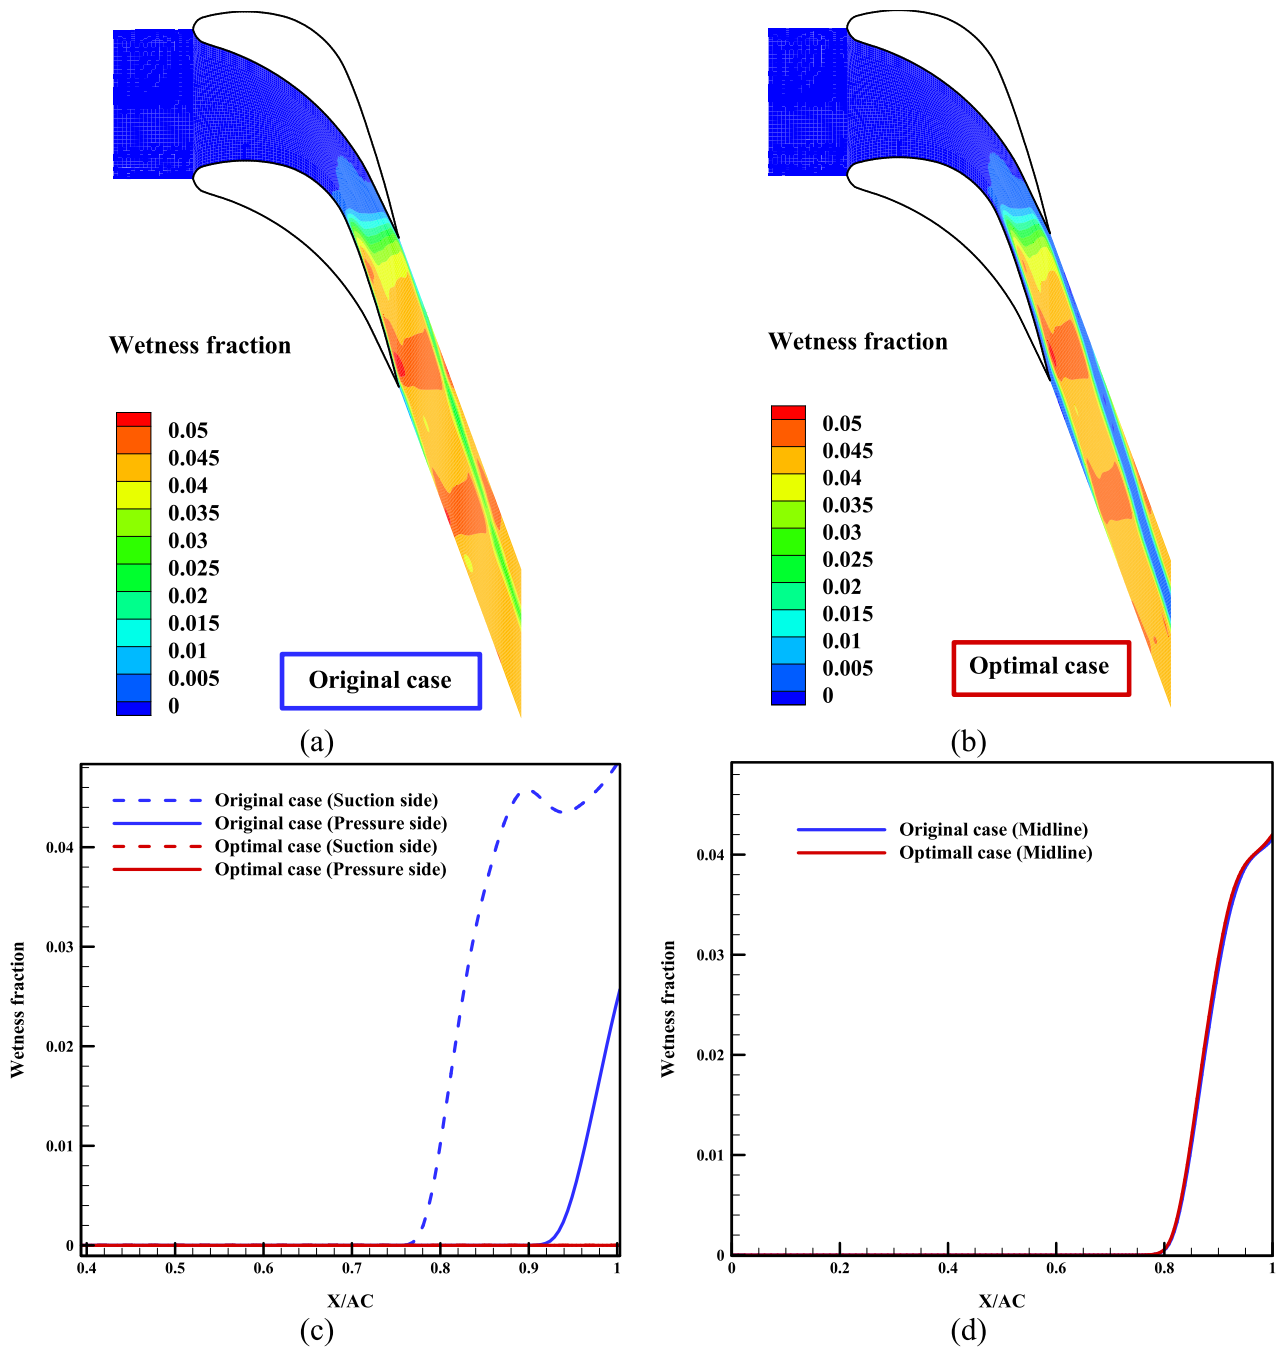 Wetness fraction
0.05
0.045
0.04
0.035
0.03
0.025
0.02
0.015
0.01
0.005
0
Original case
(a)
Wetness fraction
0.05
0.045
0.04
0.035
0.03
0.025
0.02
0.015
0.01
0.005
0
Optimal case
(b)
Original case (Suction side)
Original case (Pressure side)
Optimal case (Suction side)
Optimal case (Pressure side)
Wetness fraction
0.04
0.03
0.02
0.01
0
0.4 0.5 0.6 0.7 0.8 0.9 1
X/AC
(c)
Original case (Midline)
Optimall case (Midline)
Wetness fraction
0.04
0.03
0.02
0.01
0
0 0.2 0.4 0.6 0.8 1
X/AC
(d)